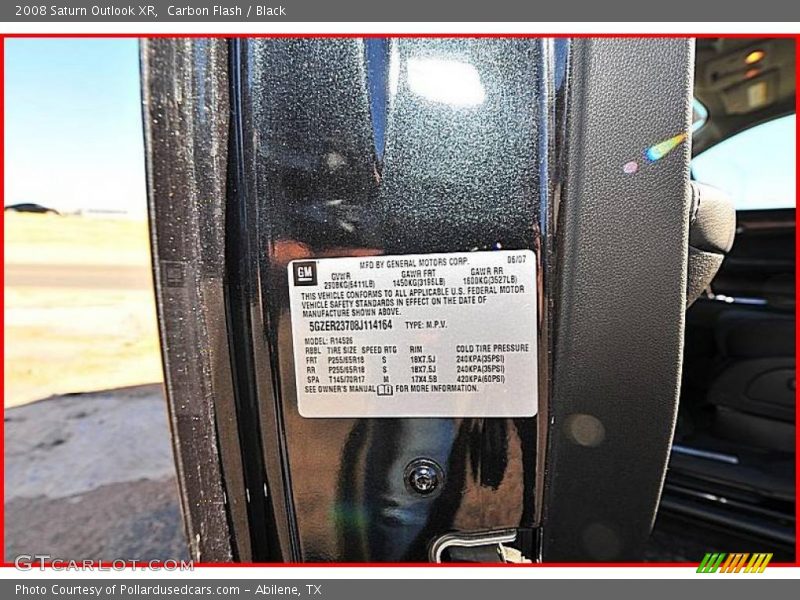 2008 Saturn Outlook XR,  Carbon Flash / Black
GM
MFD BY GENERAL MOTORS CORP. 06/07
GVWR GAWR FRT GAWR RR
2908KG(6411LB) 1450KG(3196LB) 1600KG(3527LB)
THIS VEHICLE CONFORMS TO ALL APPLICABLE U.S. FEDERAL MOTOR
VEHICLE SAFETY STANDARDS IN EFFECT ON THE DATE OF
MANUFACTURE SHOWN ABOVE.
5GZER23708J114164 TYPE: M.P.V.
MODEL: R14526
RBBL TIRE SIZE SPEED RTG RIM COLD TIRE PRESSURE
FRT P255/65R18 S 18X7.5J 240KPA(35PSI)
RR P255/65R18 S 18X7.5J 240KPA(35PSI)
SPA T145/70R17 M 17X4.5B 420KPA(60PSI)
SEE OWNER'S MANUAL FOR MORE INFORMATION.
GTCARLOT.COM
Photo Courtesy of Pollardusedcars.com – Abilene, TX